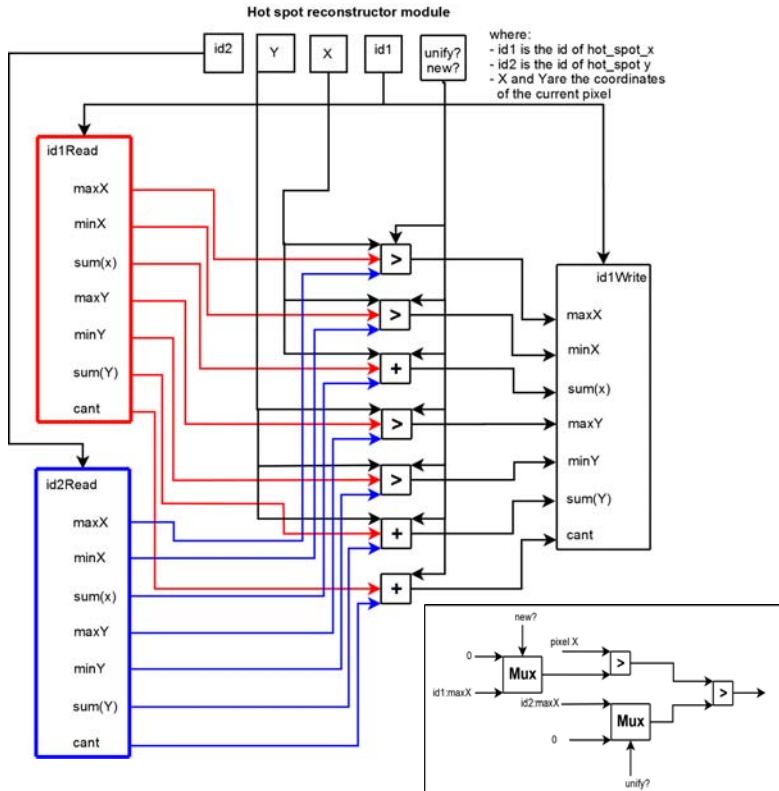 Hot spot reconstructor module
id2
Y
X
id1
unify?
new?
where:
- id1 is the id of hot_spot_x
- id2 is the id of hot_spot y
- X and Yare the coordinates
of the current pixel
id1Read
maxX
minX
sum(x)
maxY
minY
sum(Y)
cant
>
>
+
>
>
+
+
id1Write
maxX
minX
sum(x)
maxY
minY
sum(Y)
cant
id2Read
maxX
minX
sum(x)
maxY
minY
sum(Y)
cant
new?
pixel X
0
Mux
>
id1:maxX
>
id2:maxX
Mux
0
unify?